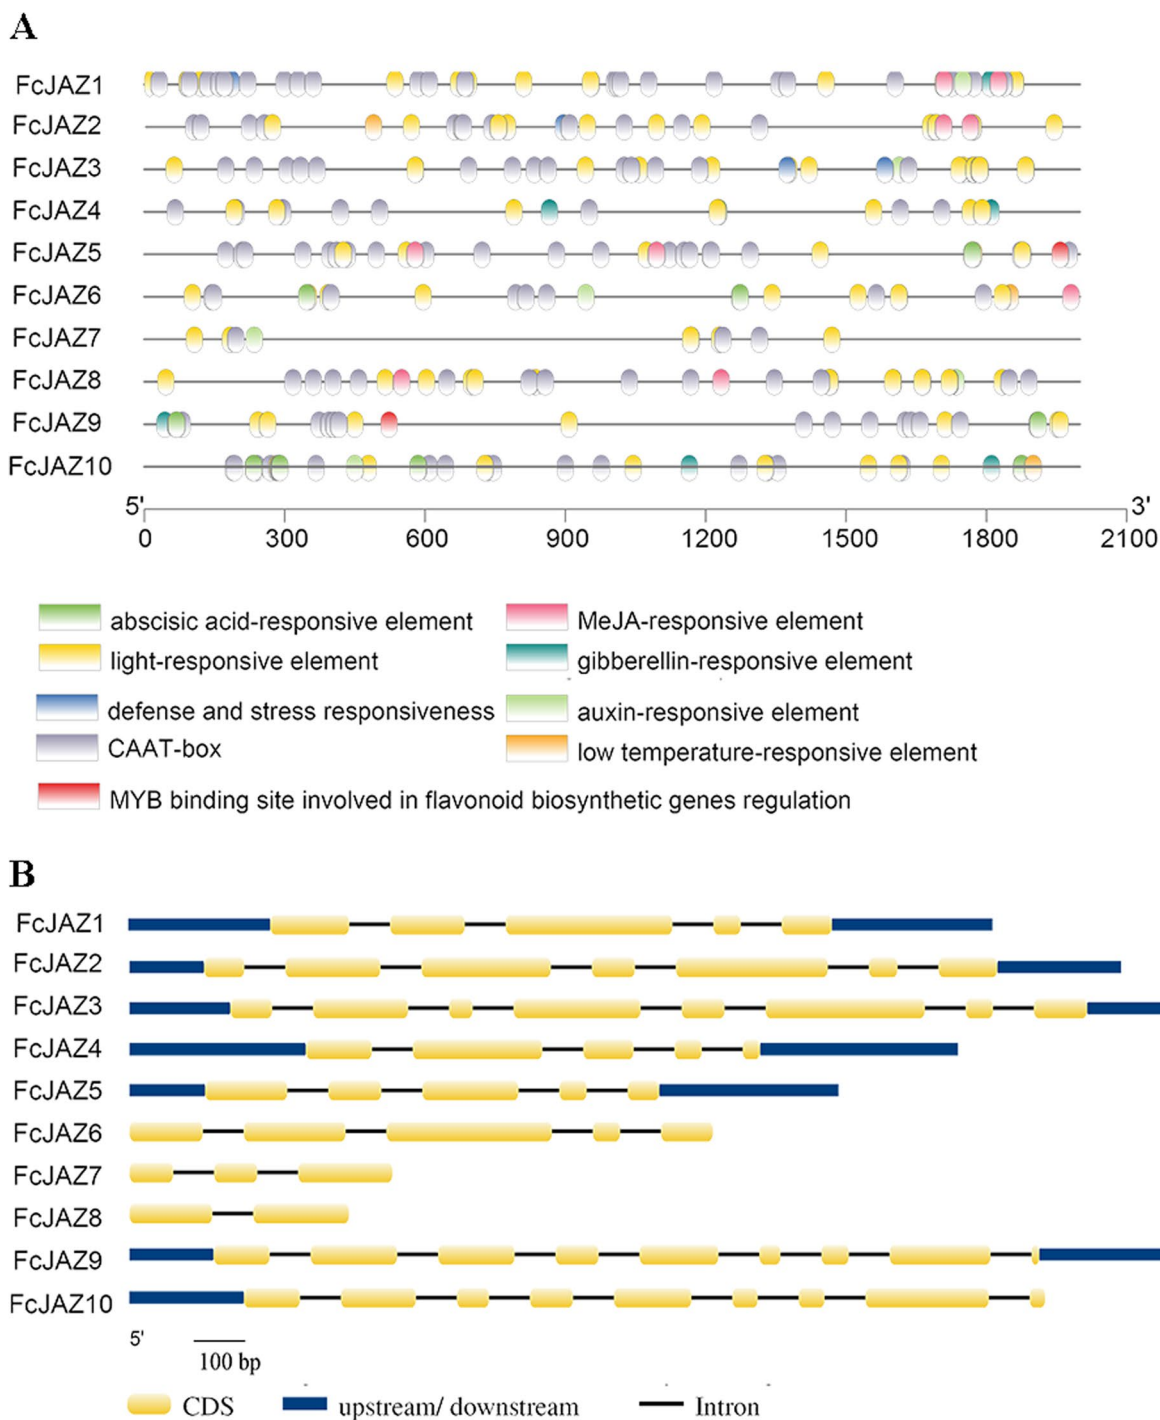 A
FcJAZ1
FcJAZ2
FcJAZ3
FcJAZ4
FcJAZ5
FcJAZ6
FcJAZ7
FcJAZ8
FcJAZ9
FcJAZ10
5' 3'
0 300 600 900 1200 1500 1800 2100
abscisic acid-responsive element MeJA-responsive element
light-responsive element gibberellin-responsive element
defense and stress responsiveness auxin-responsive element
CAAT-box low temperature-responsive element
MYB binding site involved in flavonoid biosynthetic genes regulation
B
FcJAZ1
FcJAZ2
FcJAZ3
FcJAZ4
FcJAZ5
FcJAZ6
FcJAZ7
FcJAZ8
FcJAZ9
FcJAZ10
5'
100 bp
CDS upstream/ downstream Intron